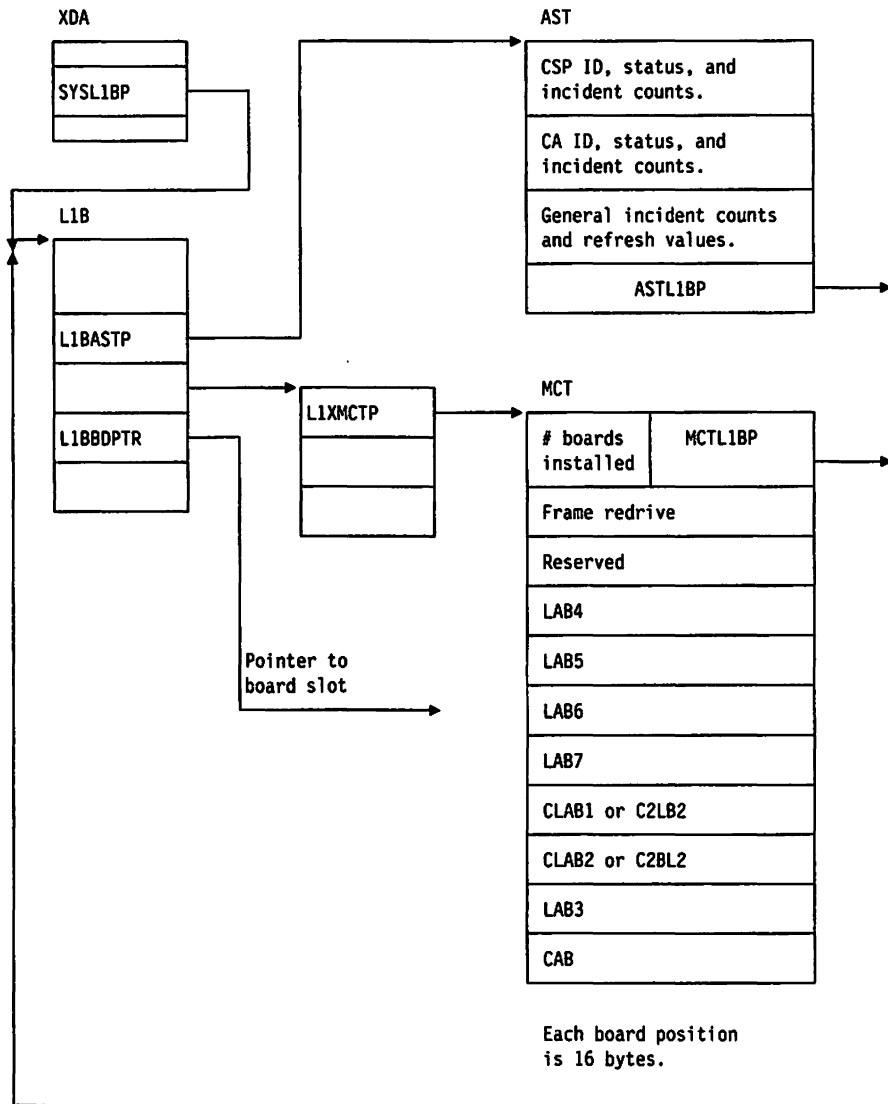 XDA
SYSL1BP
L1B
L1BASTP
L1BBDPTR
L1XMCTP
Pointer to
board slot
AST
CSP ID, status, and
incident counts.
CA ID, status, and
incident counts.
General incident counts
and refresh values.
ASTL1BP
MCT
# boards
installed
MCTL1BP
Frame redrive
Reserved
LAB4
LAB5
LAB6
LAB7
CLAB1 or C2LB2
CLAB2 or C2BL2
LAB3
CAB
Each board position
is 16 bytes.